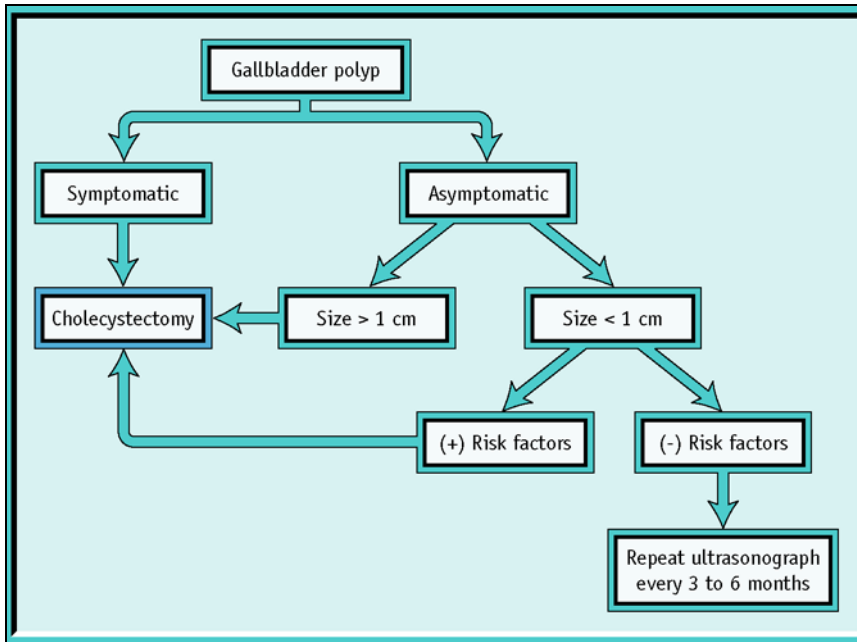 Gallbladder polyp
Symptomatic
Asymptomatic
Cholecystectomy
Size > 1 cm
Size < 1 cm
(+) Risk factors
(-) Risk factors
Repeat ultrasonograph
every 3 to 6 months